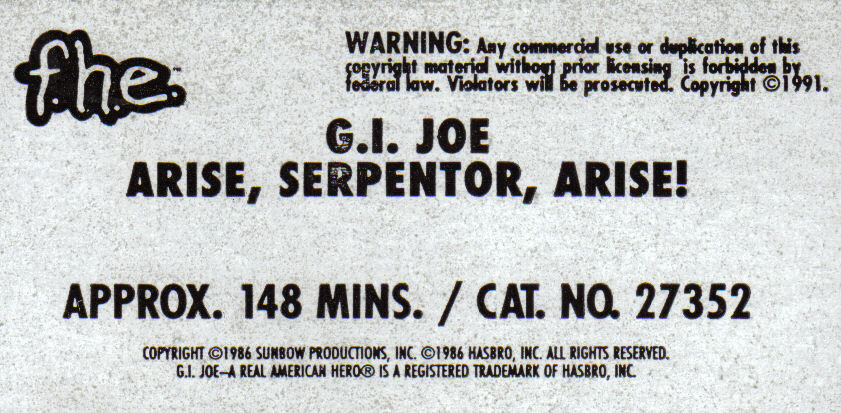 f.h.e.™
WARNING: Any commercial use or duplication of this
copyright material without prior licensing is forbidden by
federal law. Violators will be prosecuted. Copyright ©1991.
G.I. JOE
ARISE, SERPENTOR, ARISE!
APPROX. 148 MINS. / CAT. NO. 27352
COPYRIGHT ©1986 SUNBOW PRODUCTIONS, INC. ©1986 HASBRO, INC. ALL RIGHTS RESERVED.
G.I. JOE—A REAL AMERICAN HERO® IS A REGISTERED TRADEMARK OF HASBRO, INC.